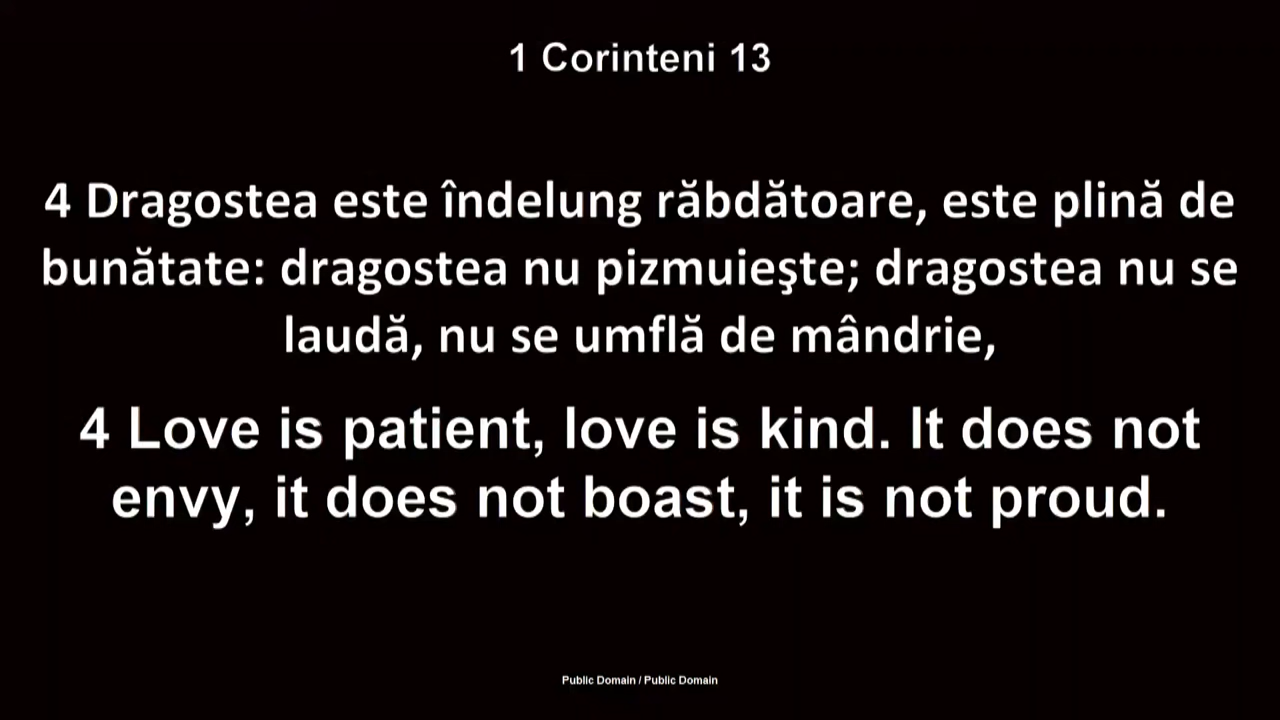 1 Corinteni 13
4 Dragostea este îndelung răbdătoare, este plină de
bunătate: dragostea nu pizmuieşte; dragostea nu se
laudă, nu se umflă de mândrie,
4 Love is patient, love is kind. It does not
envy, it does not boast, it is not proud.
Public Domain / Public Domain